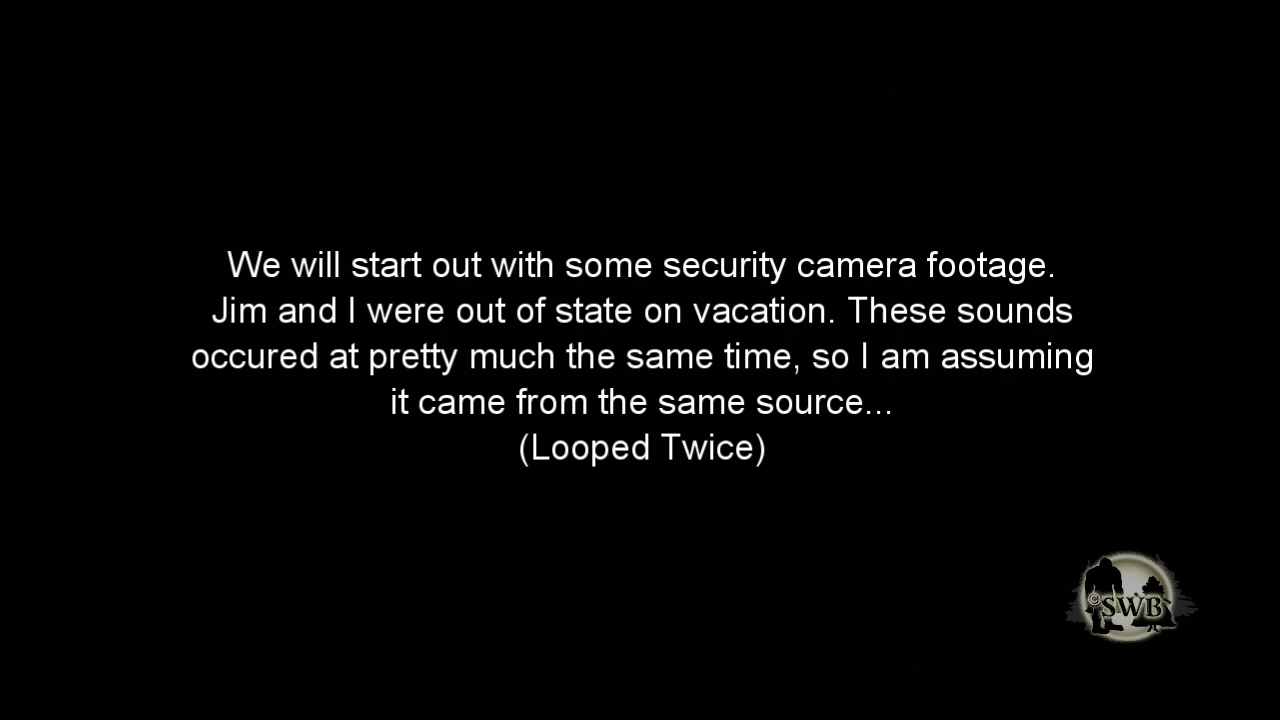 We will start out with some security camera footage.
Jim and I were out of state on vacation. These sounds
occured at pretty much the same time, so I am assuming
it came from the same source...
(Looped Twice)
©SWB